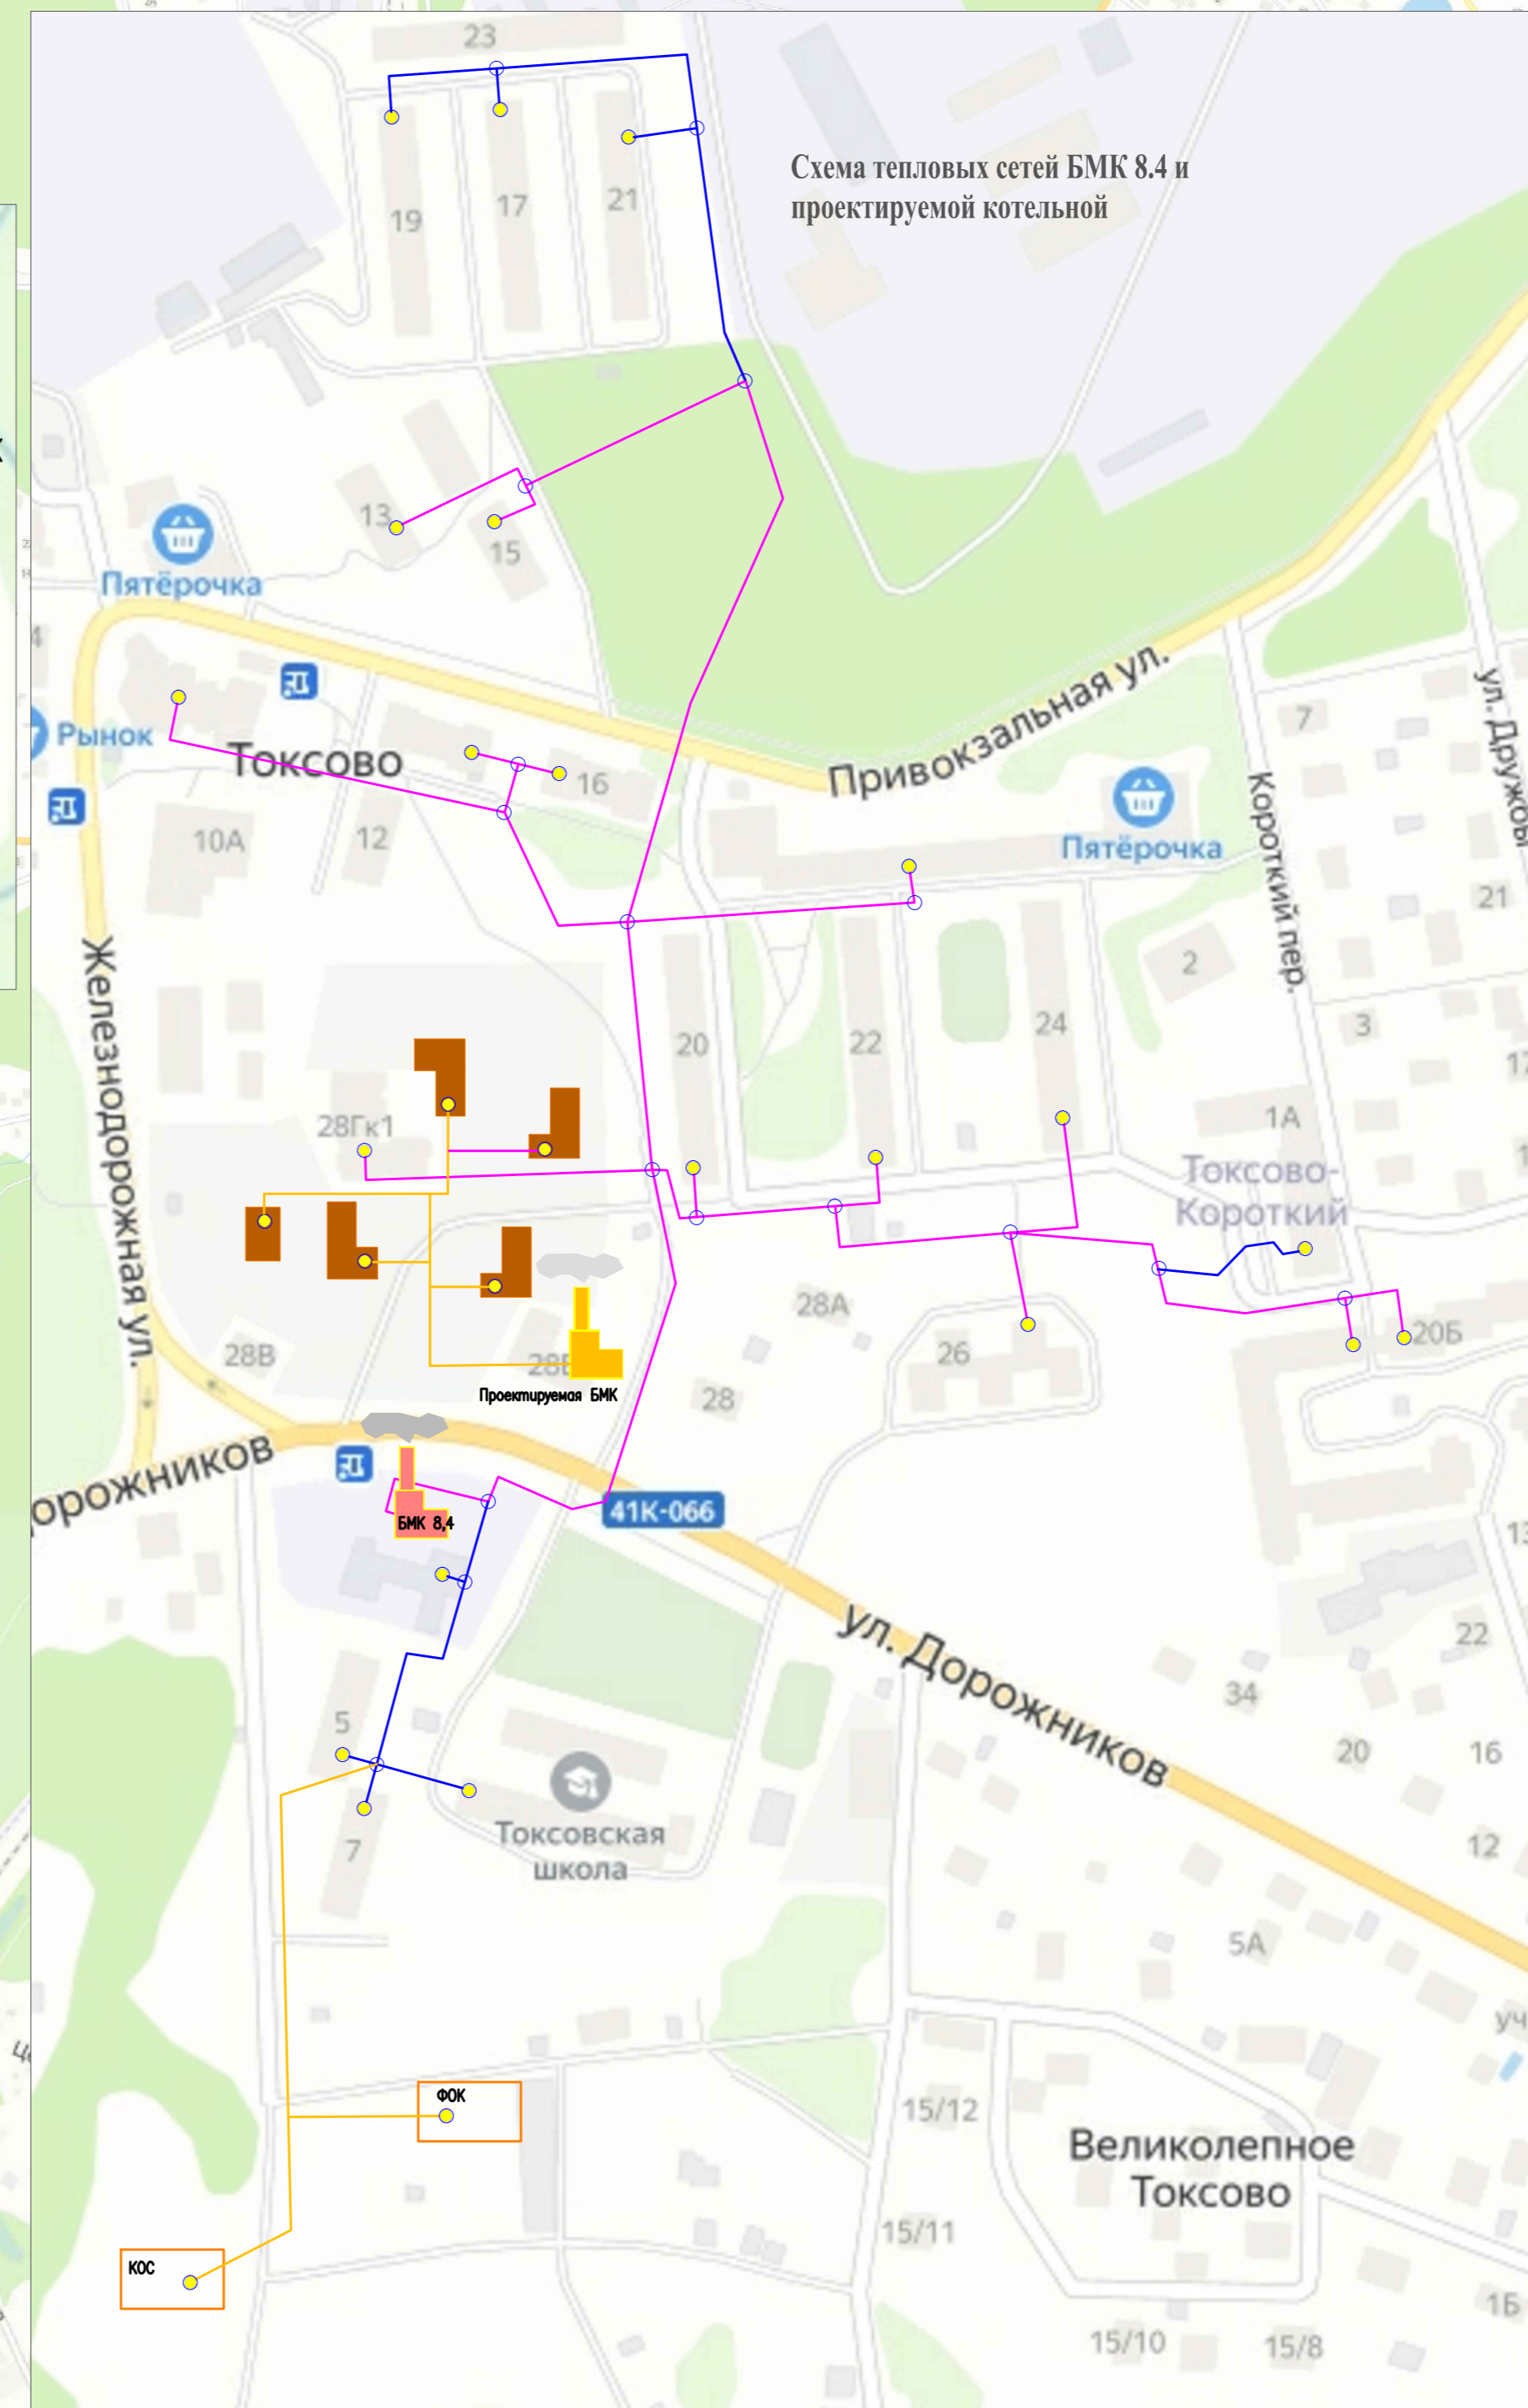 23
Схема тепловых сетей БМК 8.4 и
проектируемой котельной
19
17
21
13
15
Пятёрочка
Рынок
Токсово
16
10А
12
Привокзальная ул.
Пятёрочка
7
Короткий пер.
ул. Дружбы
21
Железнодорожная ул.
20
22
24
2
3
28Гк1
1А
Токсово-
Короткий
28А
26
28
20Б
28В
Проектируемая БМК
БМК 8,4
41К-066
орожников
ул. Дорожников
22
34
20
16
12
5
7
Токсовская
школа
5А
уч
ФОК
15/12
Великолепное
Токсово
15/11
КОС
1Б
15/10
15/8